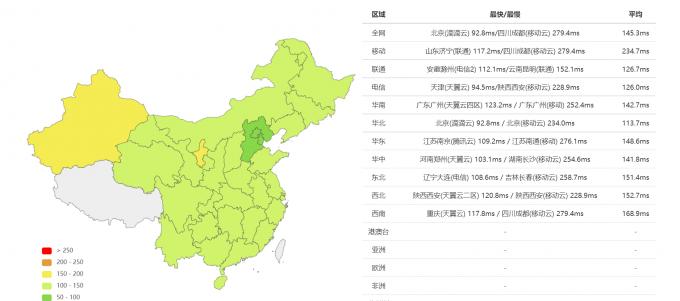 区域 最快/最慢 平均
全网 北京(滴滴云) 92.8ms/四川成都(移动云) 279.4ms 145.3ms
移动 山东济宁(联通) 117.2ms/四川成都(移动云) 279.4ms 234.7ms
联通 安徽滁州(电信2) 112.1ms/云南昆明(联通) 152.1ms 126.7ms
电信 天津(天翼云) 94.5ms/陕西西安(移动云) 228.9ms 126.0ms
华南 广东广州(天翼云四区) 123.2ms / 广东广州(移动) 252.4ms 142.7ms
华北 北京(滴滴云) 92.8ms / 北京(移动) 234.0ms 113.7ms
华东 江苏南京(腾讯云) 109.2ms / 江苏南通(移动) 276.1ms 148.6ms
华中 河南郑州(天翼云) 103.1ms / 湖南长沙(移动云) 254.6ms 141.8ms
东北 辽宁大连(电信) 108.6ms / 吉林长春(移动云) 258.7ms 151.4ms
西北 陕西西安(天翼云二区) 120.8ms / 陕西西安(移动云) 228.9ms 152.7ms
西南 重庆(天翼云) 117.8ms / 四川成都(移动云) 279.4ms 168.9ms
港澳台 - -
亚洲 - -
欧洲 - -
非洲 - -
> 250
200 - 250
150 - 200
100 - 150
50 - 100